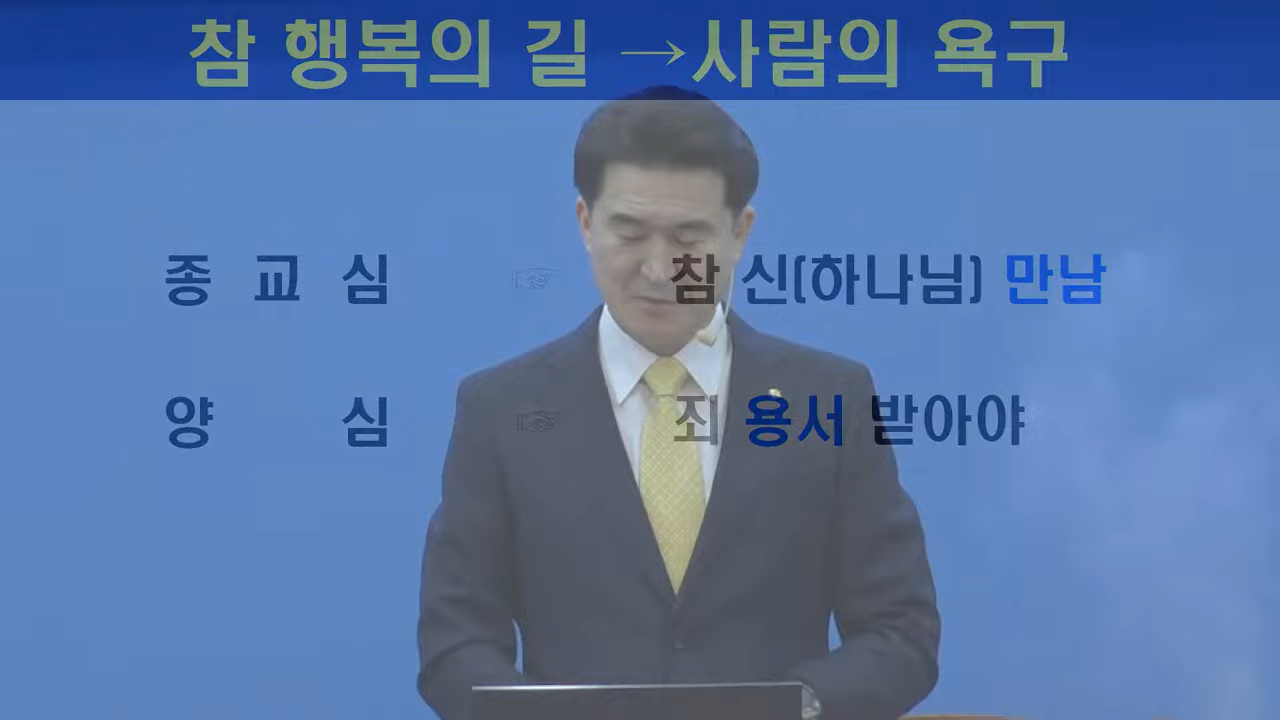 참 행복의 길 →사람의 욕구
종 교 심 ☞ 참 신(하나님) 만남
양 심 ☞ 죄 용서 받아야